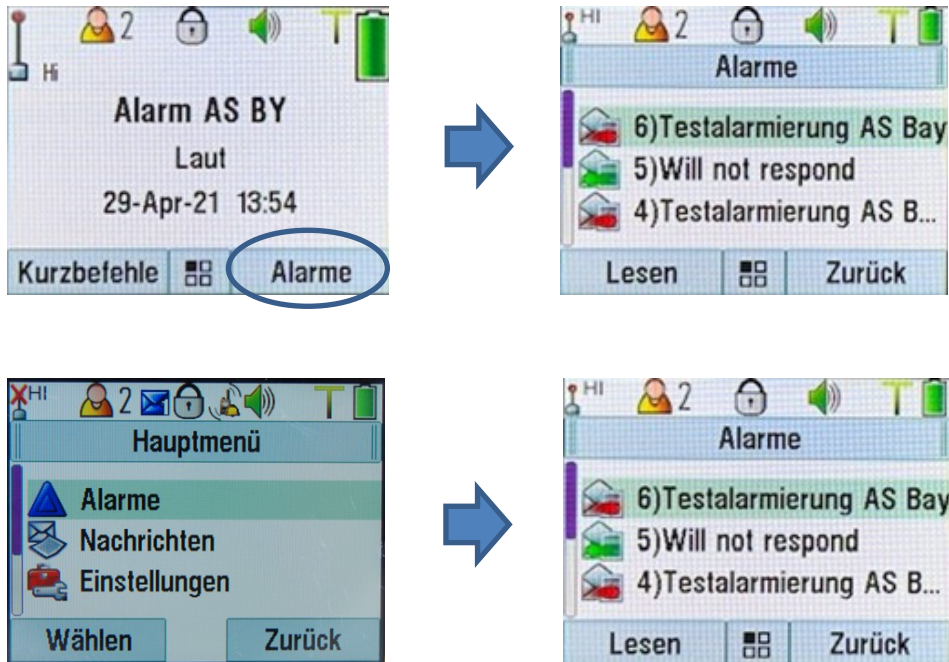 2
Hi
Alarm AS BY
Laut
29-Apr-21 13:54
Kurzbefehle Alarme
HI 2
Alarme
6)Testalarmierung AS Bay
5)Will not respond
4)Testalarmierung AS B...
Lesen Zurück
HI 2
Hauptmenü
Alarme
Nachrichten
Einstellungen
Wählen Zurück
HI 2
Alarme
6)Testalarmierung AS Bay
5)Will not respond
4)Testalarmierung AS B...
Lesen Zurück